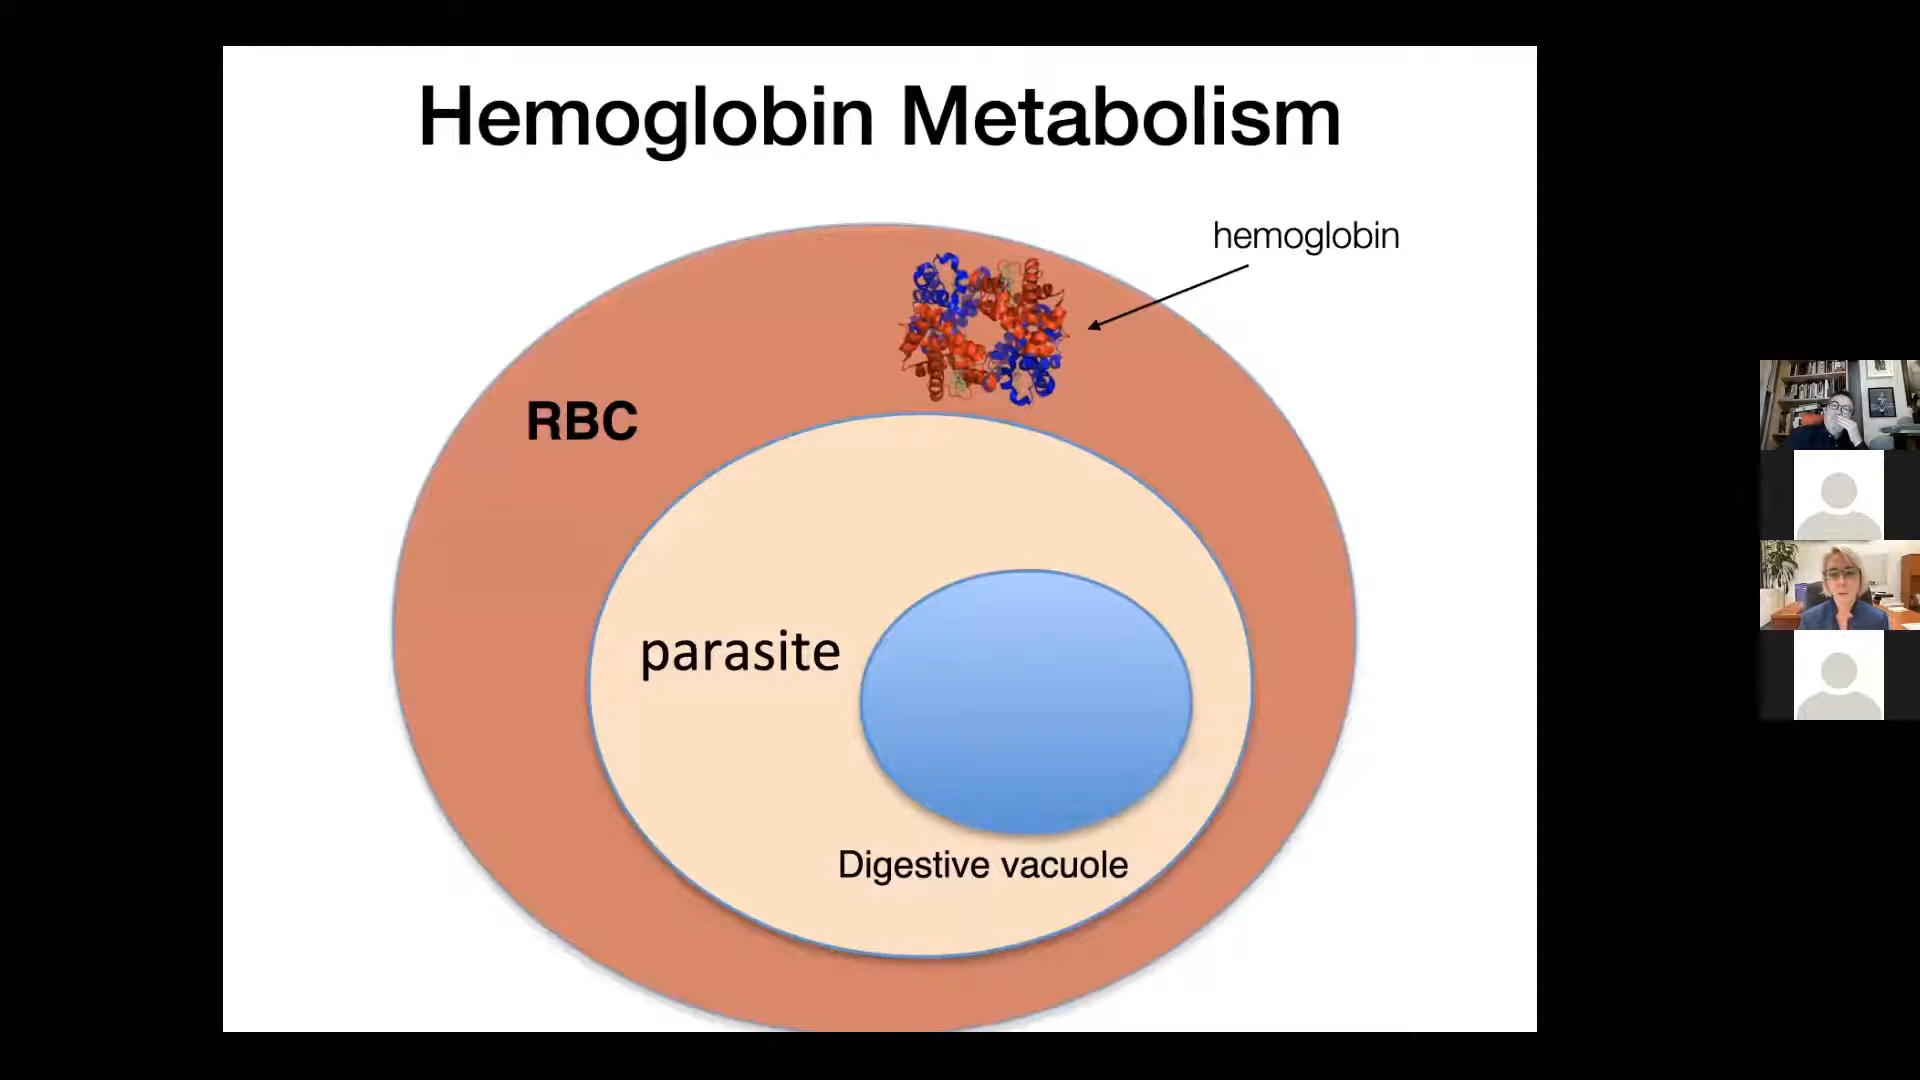 Hemoglobin Metabolism
hemoglobin
RBC
parasite
Digestive vacuole